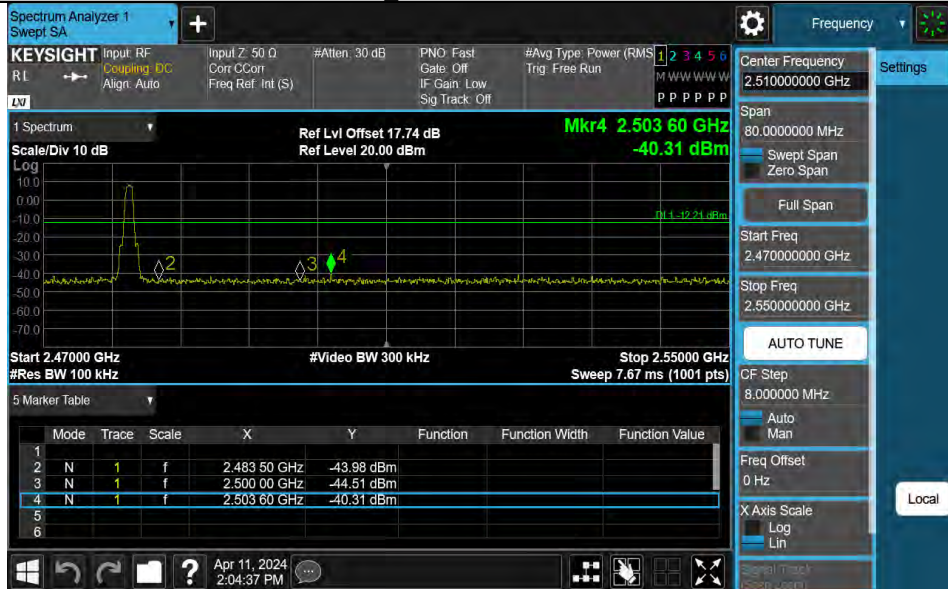 Spectrum Analyzer 1
Swept SA
+
Frequency
KEYSIGHT
RL
LXI
Input: RF
Coupling: DC
Align: Auto
Input Z: 50 Ω
Corr CCorr
Freq Ref: Int (S)
#Atten: 30 dB
PNO: Fast
Gate: Off
IF Gain: Low
Sig Track: Off
#Avg Type: Power (RMS
Trig: Free Run
1 2 3 4 5 6
M W W W W W
P P P P P P
1 Spectrum
Scale/Div 10 dB
Ref Lvl Offset 17.74 dB
Ref Level 20.00 dBm
Mkr4 2.503 60 GHz
-40.31 dBm
Log
10.0
0.00
-10.0
-20.0
-30.0
-40.0
-50.0
-60.0
-70.0
DL1 -12.21 dBm
2
3
4
Start 2.47000 GHz
#Res BW 100 kHz
#Video BW 300 kHz
Stop 2.55000 GHz
Sweep 7.67 ms (1001 pts)
5 Marker Table
Mode Trace Scale X Y Function Function Width Function Value
1
2 N 1 f 2.483 50 GHz -43.98 dBm
3 N 1 f 2.500 00 GHz -44.51 dBm
4 N 1 f 2.503 60 GHz -40.31 dBm
5
6
?
Apr 11, 2024
2:04:37 PM
Center Frequency
2.510000000 GHz
Span
80.0000000 MHz
Swept Span
Zero Span
Full Span
Start Freq
2.470000000 GHz
Stop Freq
2.550000000 GHz
AUTO TUNE
CF Step
8.000000 MHz
Auto
Man
Freq Offset
0 Hz
X Axis Scale
Log
Lin
Signal Track
Settings
Local